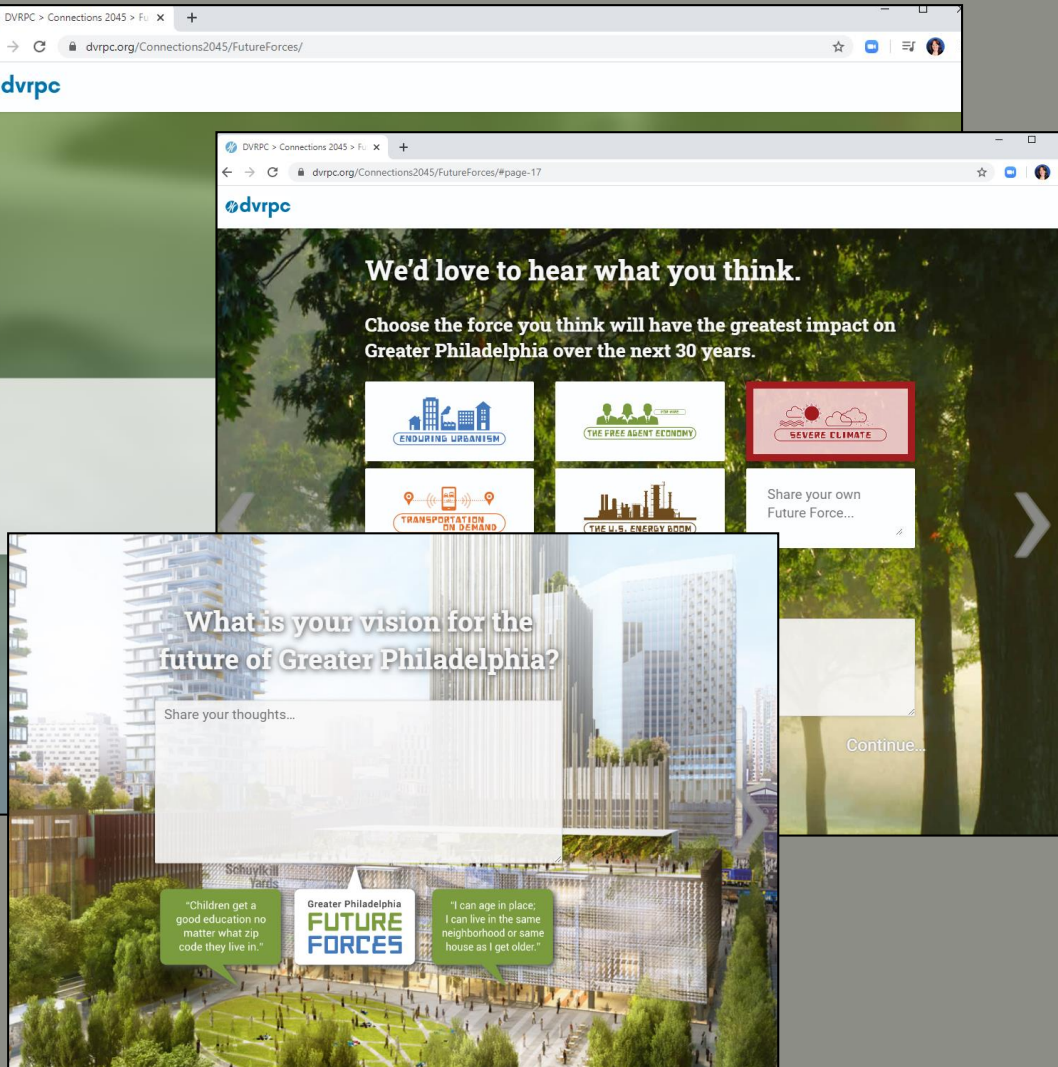 DVRPC > Connections 2045 > Fu
dvrpc.org/Connections2045/FutureForces/
dvrpc
DVRPC > Connections 2045 > Fu
dvrpc.org/Connections2045/FutureForces/#page-17
dvrpc
We'd love to hear what you think.
Choose the force you think will have the greatest impact on
Greater Philadelphia over the next 30 years.
ENDURING URBANISM
FOR HIRE
THE FREE AGENT ECONOMY
SEVERE CLIMATE
TRANSPORTATION
ON DEMAND
THE U.S. ENERGY BOOM
Share your own
Future Force...
Continue...
What is your vision for the
future of Greater Philadelphia?
Share your thoughts...
Schuylkill
Yards
"Children get a
good education no
matter what zip
code they live in."
Greater Philadelphia
FUTURE
FORCES
"I can age in place;
I can live in the same
neighborhood or same
house as I get older."